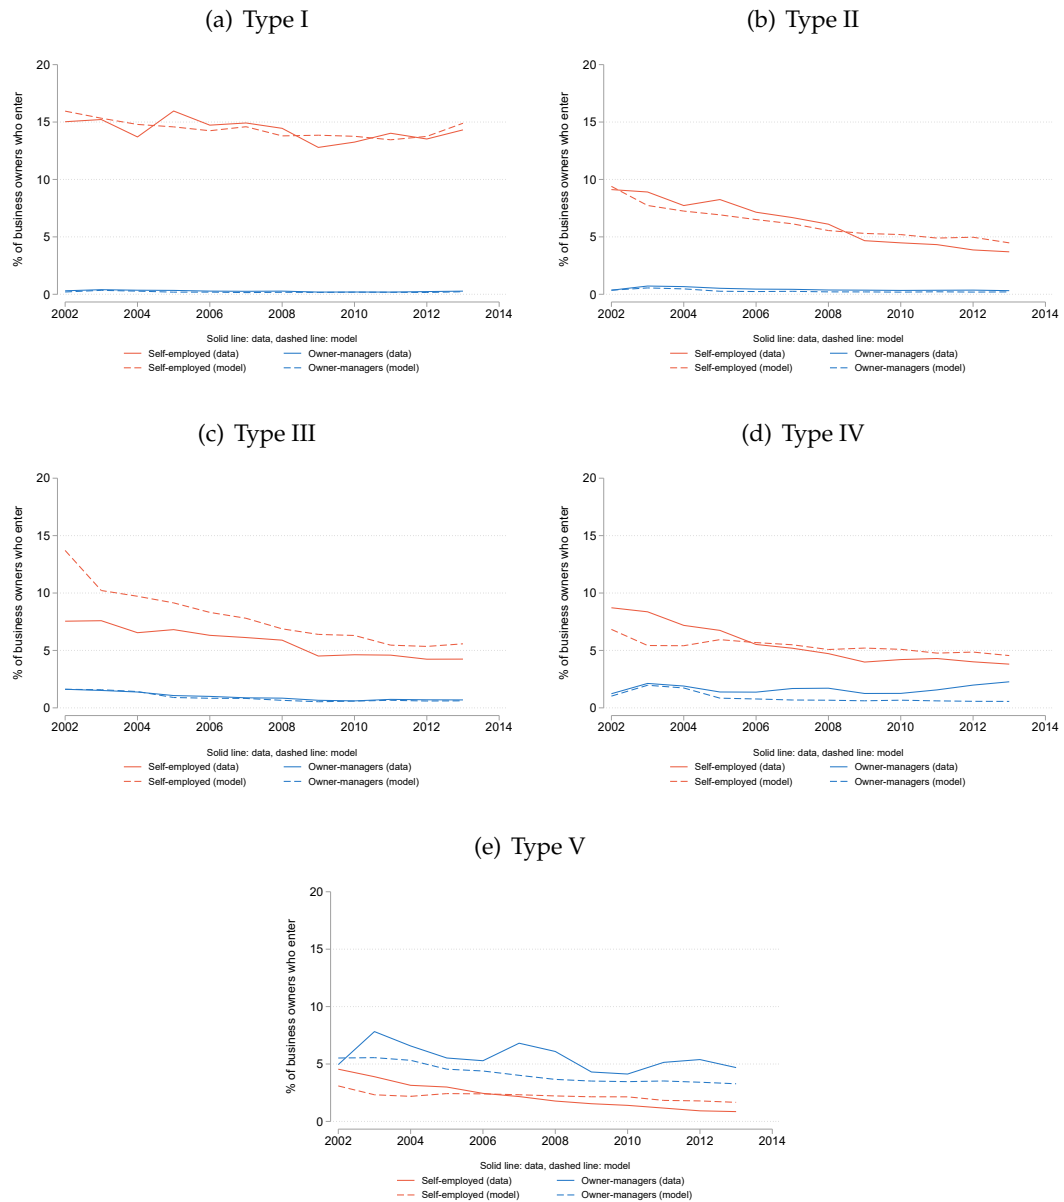 (a) Type I
% of business owners who enter
20
15
10
5
0
2002 2004 2006 2008 2010 2012 2014
Solid line: data, dashed line: model
Self-employed (data) Owner-managers (data)
Self-employed (model) Owner-managers (model)
(b) Type II
% of business owners who enter
20
15
10
5
0
2002 2004 2006 2008 2010 2012 2014
Solid line: data, dashed line: model
Self-employed (data) Owner-managers (data)
Self-employed (model) Owner-managers (model)
(c) Type III
% of business owners who enter
20
15
10
5
0
2002 2004 2006 2008 2010 2012 2014
Solid line: data, dashed line: model
Self-employed (data) Owner-managers (data)
Self-employed (model) Owner-managers (model)
(d) Type IV
% of business owners who enter
20
15
10
5
0
2002 2004 2006 2008 2010 2012 2014
Solid line: data, dashed line: model
Self-employed (data) Owner-managers (data)
Self-employed (model) Owner-managers (model)
(e) Type V
% of business owners who enter
20
15
10
5
0
2002 2004 2006 2008 2010 2012 2014
Solid line: data, dashed line: model
Self-employed (data) Owner-managers (data)
Self-employed (model) Owner-managers (model)